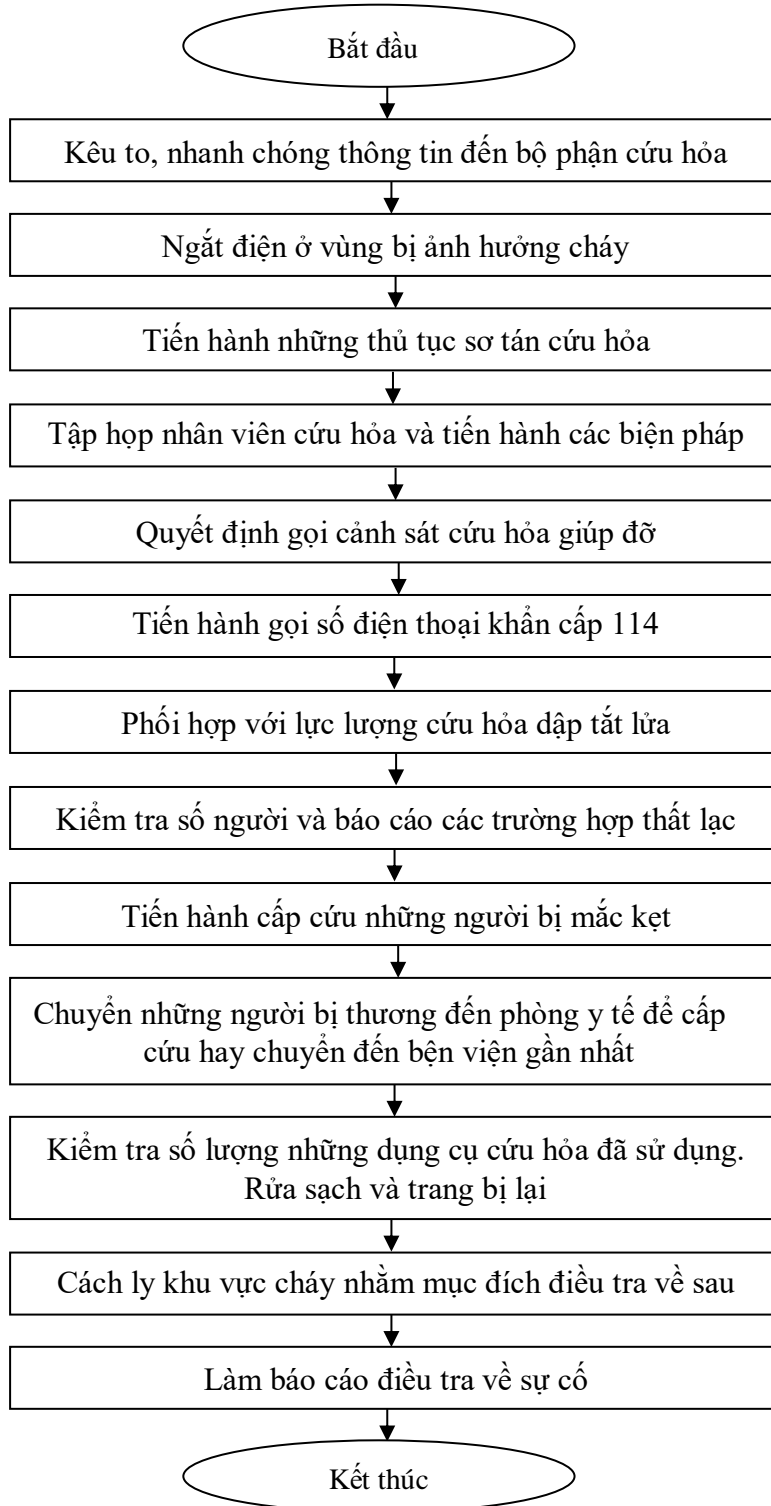 Bắt đầu
Kêu to, nhanh chóng thông tin đến bộ phận cứu hỏa
Ngắt điện ở vùng bị ảnh hưởng cháy
Tiến hành những thủ tục sơ tán cứu hỏa
Tập họp nhân viên cứu hỏa và tiến hành các biện pháp
Quyết định gọi cảnh sát cứu hỏa giúp đỡ
Tiến hành gọi số điện thoại khẩn cấp 114
Phối hợp với lực lượng cứu hỏa dập tắt lửa
Kiểm tra số người và báo cáo các trường hợp thất lạc
Tiến hành cấp cứu những người bị mắc kẹt
Chuyển những người bị thương đến phòng y tế để cấp
cứu hay chuyển đến bện viện gần nhất
Kiểm tra số lượng những dụng cụ cứu hỏa đã sử dụng.
Rửa sạch và trang bị lại
Cách ly khu vực cháy nhằm mục đích điều tra về sau
Làm báo cáo điều tra về sự cố
Kết thúc